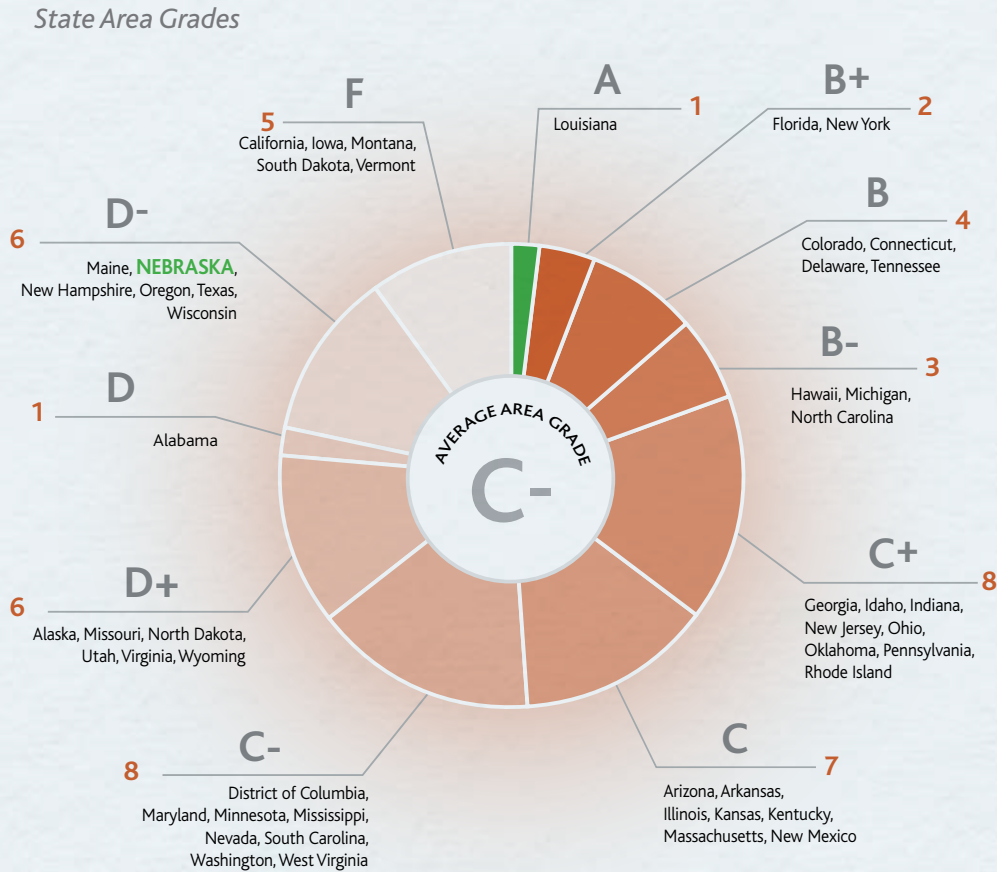 State Area Grades
A
1
Louisiana
B+
2
Florida, New York
B
4
Colorado, Connecticut,
Delaware, Tennessee
B-
3
Hawaii, Michigan,
North Carolina
C+
8
Georgia, Idaho, Indiana,
New Jersey, Ohio,
Oklahoma, Pennsylvania,
Rhode Island
C
7
Arizona, Arkansas,
Illinois, Kansas, Kentucky,
Massachusetts, New Mexico
C-
8
District of Columbia,
Maryland, Minnesota, Mississippi,
Nevada, South Carolina,
Washington, West Virginia
D+
6
Alaska, Missouri, North Dakota,
Utah, Virginia, Wyoming
D
1
Alabama
D-
6
Maine, NEBRASKA,
New Hampshire, Oregon, Texas,
Wisconsin
F
5
California, Iowa, Montana,
South Dakota, Vermont
AVERAGE AREA GRADE
C-